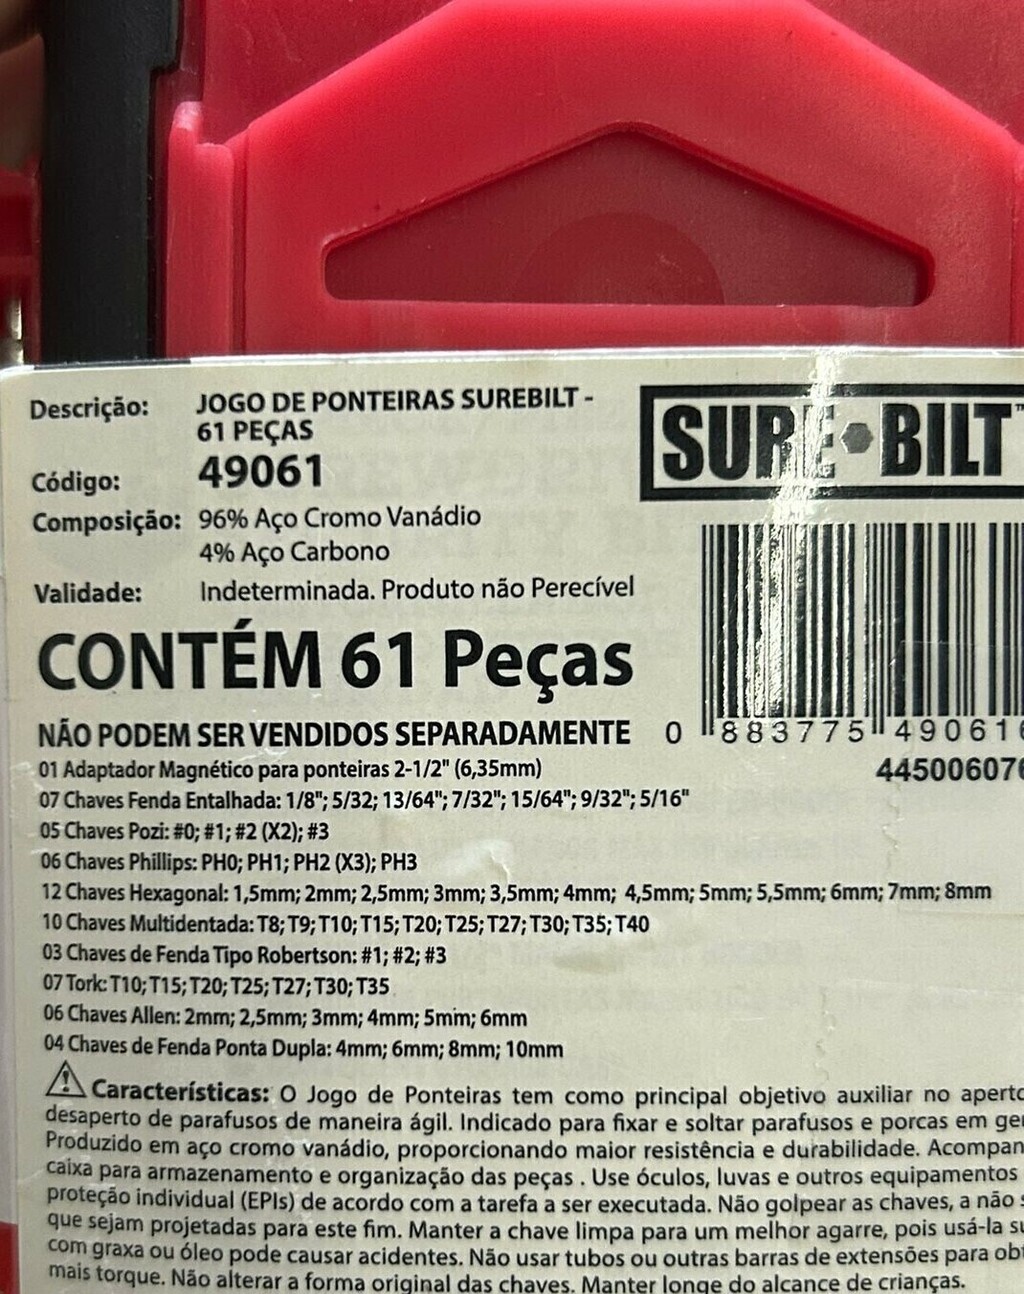 Descrição: JOGO DE PONTEIRAS SUREBILT -
61 PEÇAS
Código: 49061
Composição: 96% Aço Cromo Vanádio
4% Aço Carbono
Validade: Indeterminada. Produto não Perecível
SURE BILT™
CONTÉM 61 Peças
NÃO PODEM SER VENDIDOS SEPARADAMENTE
0 883775 490616
445006076
01 Adaptador Magnético para ponteiras 2-1/2" (6,35mm)
07 Chaves Fenda Entalhada: 1/8"; 5/32; 13/64"; 7/32"; 15/64"; 9/32"; 5/16"
05 Chaves Pozi: #0; #1; #2 (X2); #3
06 Chaves Phillips: PH0; PH1; PH2 (X3); PH3
12 Chaves Hexagonal: 1,5mm; 2mm; 2,5mm; 3mm; 3,5mm; 4mm; 4,5mm; 5mm; 5,5mm; 6mm; 7mm; 8mm
10 Chaves Multidentada: T8; T9; T10; T15; T20; T25; T27; T30; T35; T40
03 Chaves de Fenda Tipo Robertson: #1; #2; #3
07 Tork: T10; T15; T20; T25; T27; T30; T35
06 Chaves Allen: 2mm; 2,5mm; 3mm; 4mm; 5mm; 6mm
04 Chaves de Fenda Ponta Dupla: 4mm; 6mm; 8mm; 10mm
Características: O Jogo de Ponteiras tem como principal objetivo auxiliar no aperto
desaperto de parafusos de maneira ágil. Indicado para fixar e soltar parafusos e porcas em
Produzido em aço cromo vanádio, proporcionando maior resistência e durabilidade.
caixa para armazenamento e organização das peças . Use óculos, luvas e outros equipamentos
proteção individual (EPIs) de acordo com a tarefa a ser executada. Não golpear as chaves, a não
que sejam projetadas para este fim. Manter a chave limpa para um melhor agarre, pois usá-la
com graxa ou óleo pode causar acidentes. Não usar tubos ou outras barras de extensões para
mais torque. Não alterar a forma original das chaves. Manter longe do alcance de crianças.